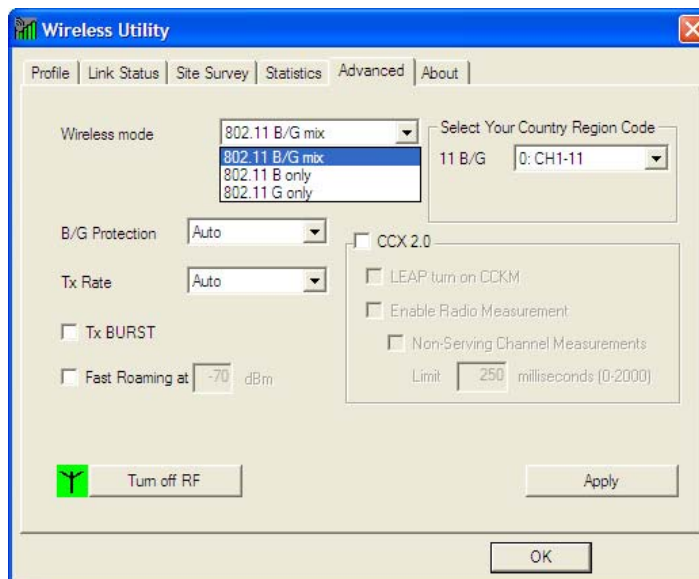 Wireless Utility
Profile
Link Status
Site Survey
Statistics
Advanced
About
Wireless mode
802.11 B/G mix
802.11 B/G mix
802.11 B only
802.11 G only
Select Your Country Region Code
11 B/G
0: CH1-11
B/G Protection
Auto
Tx Rate
Auto
Tx BURST
Fast Roaming at
-70
dBm
CCX 2.0
LEAP turn on CCKM
Enable Radio Measurement
Non-Serving Channel Measurements
Limit
250
milliseconds (0-2000)
Turn off RF
Apply
OK